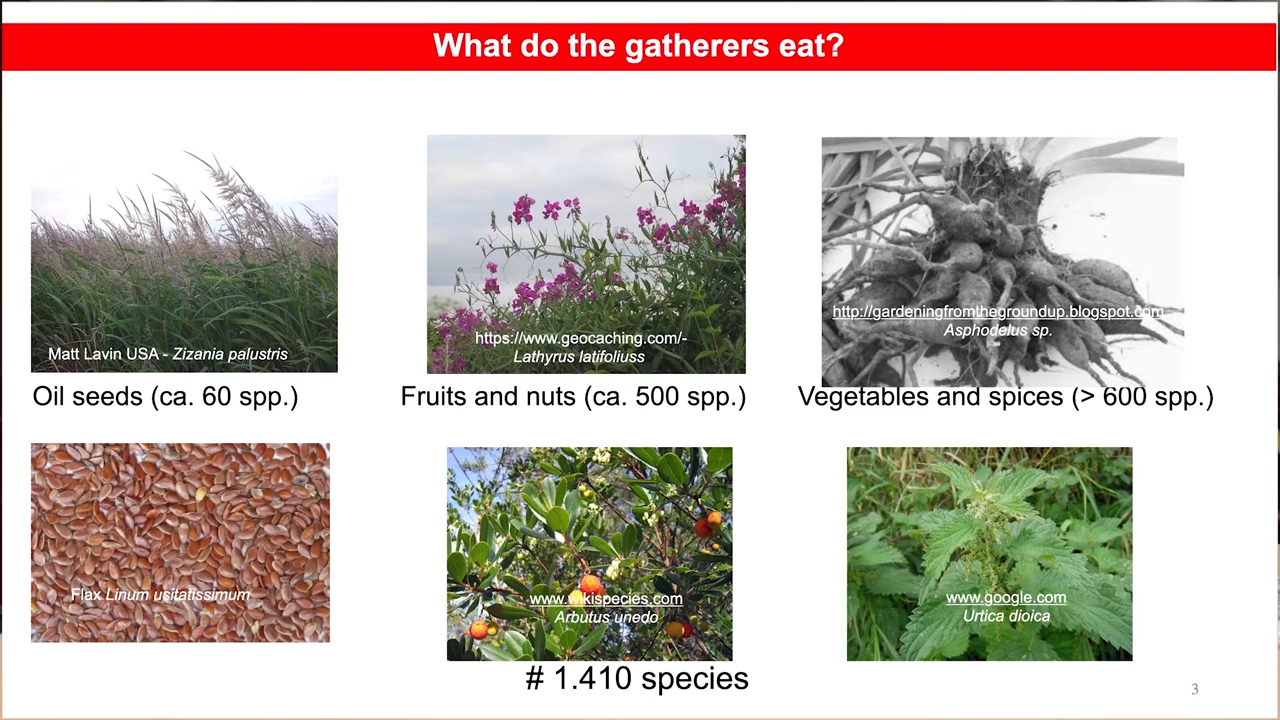 What do the gatherers eat?
Matt Lavin USA - Zizania palustris
https://www.geocaching.com/-
Lathyrus latifoliuss
http://gardeningfromthegroundup.blogspot.com
Asphodelus sp.
Oil seeds (ca. 60 spp.)
Fruits and nuts (ca. 500 spp.)
Vegetables and spices (> 600 spp.)
Flax Linum usitatissimum
www.wikispecies.com
Arbutus unedo
www.google.com
Urtica dioica
# 1.410 species
3